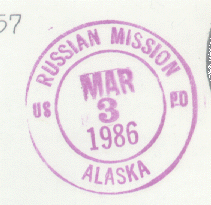 57
RUSSIAN MISSION
MAR
3
US PO
1986
ALASKA